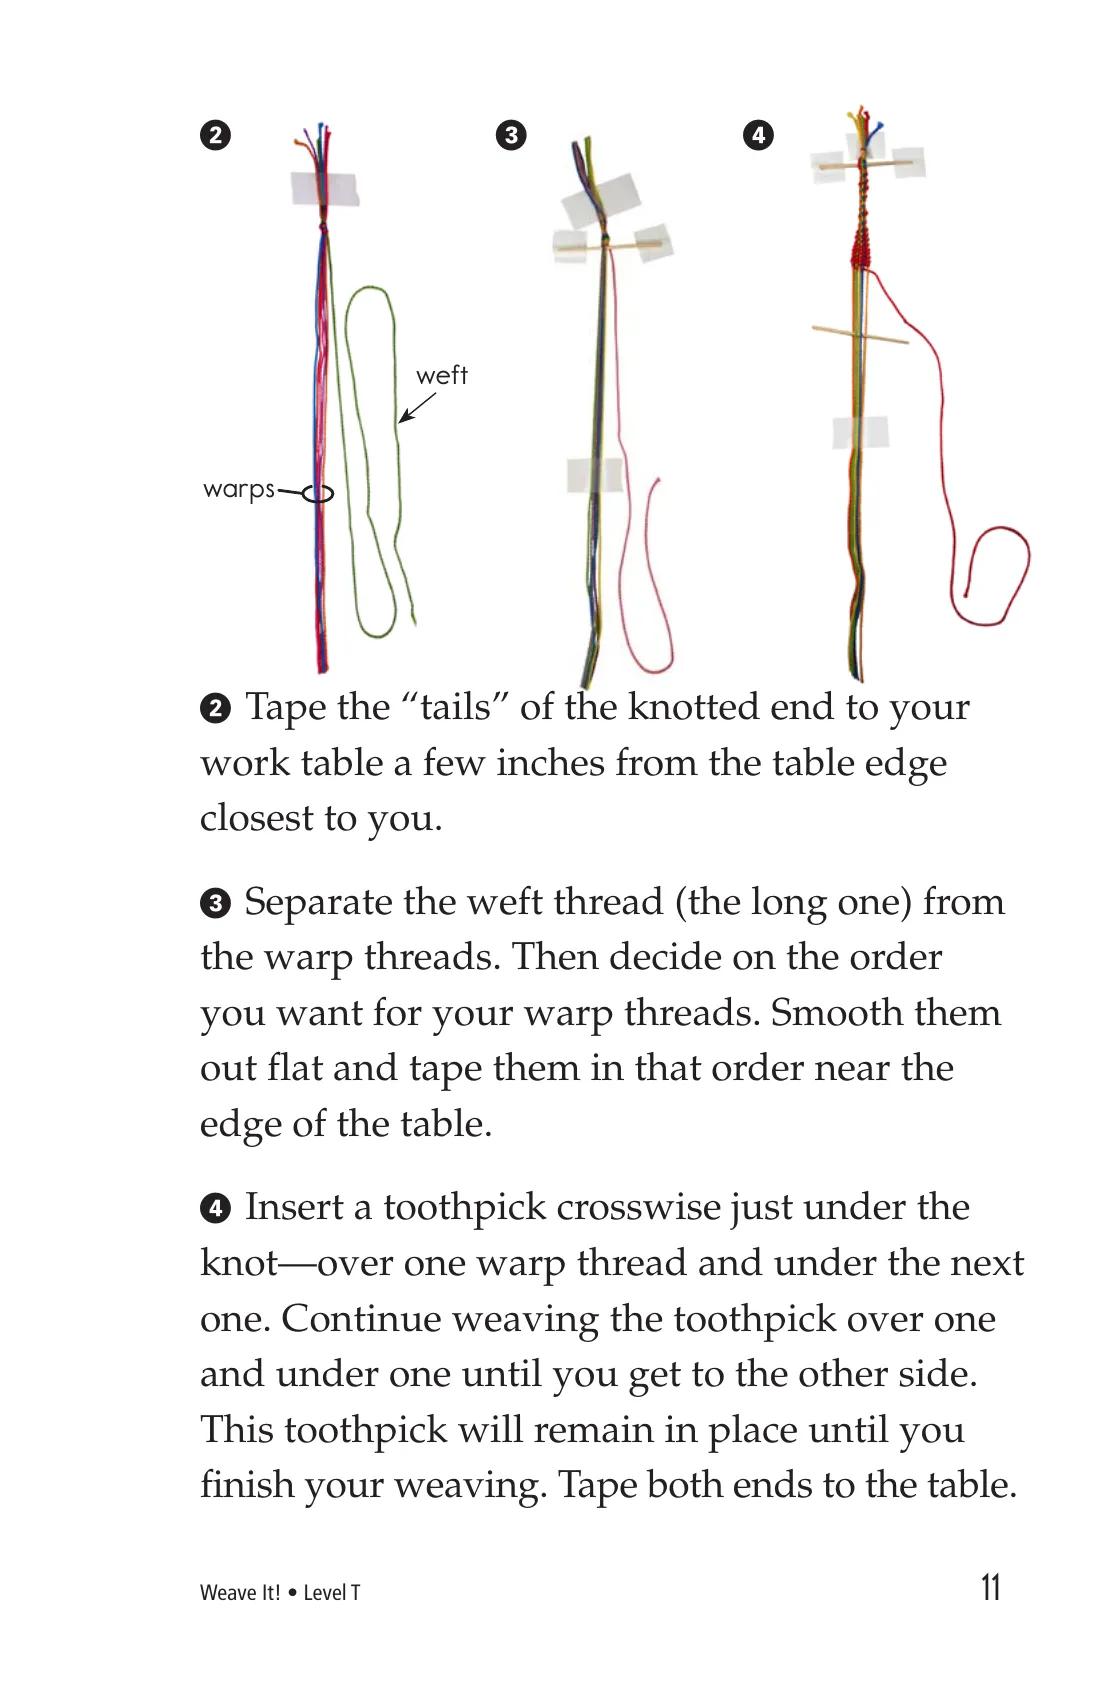 ❷ ❸ ❹
weft
warps
❷ Tape the “tails” of the knotted end to your
work table a few inches from the table edge
closest to you.
❸ Separate the weft thread (the long one) from
the warp threads. Then decide on the order
you want for your warp threads. Smooth them
out flat and tape them in that order near the
edge of the table.
❹ Insert a toothpick crosswise just under the
knot—over one warp thread and under the next
one. Continue weaving the toothpick over one
and under one until you get to the other side.
This toothpick will remain in place until you
finish your weaving. Tape both ends to the table.
Weave It! • Level T 11